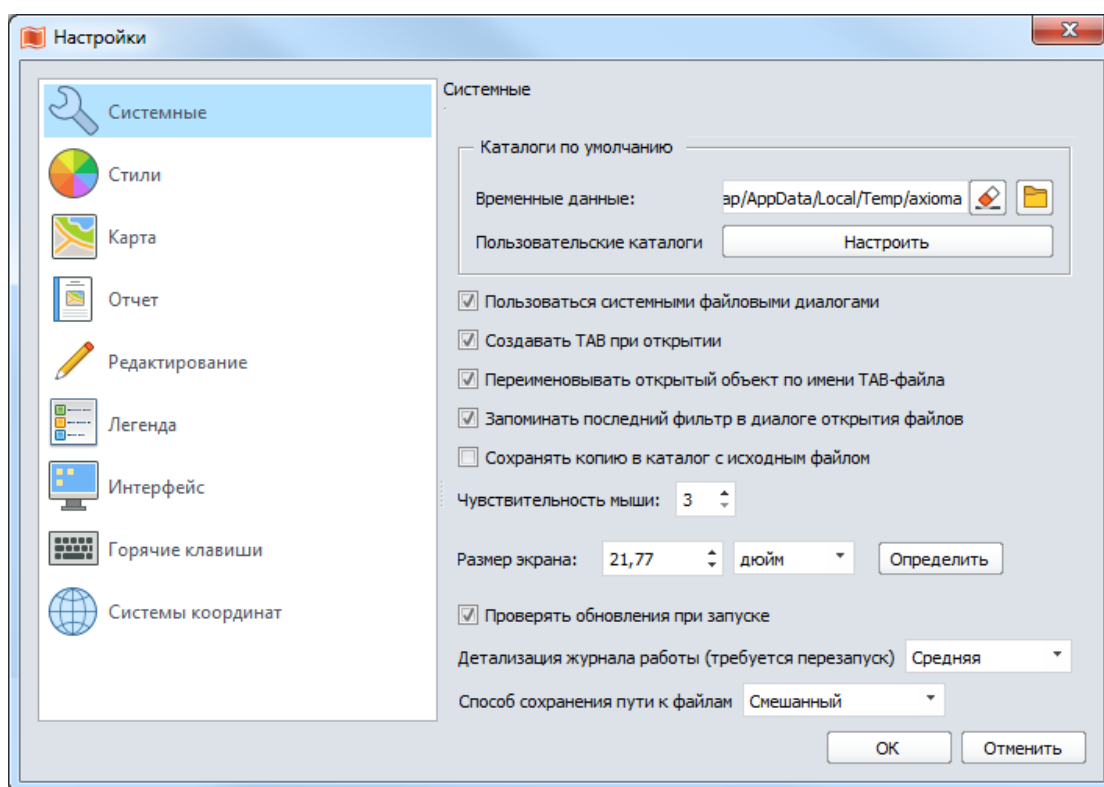 Настройки
Системные
Стили
Карта
Отчет
Редактирование
Легенда
Интерфейс
Горячие клавиши
Системы координат
Системные
Каталоги по умолчанию
Временные данные: ap/AppData/Local/Temp/axioma
Пользовательские каталоги Настроить
Пользоваться системными файловыми диалогами
Создавать TAB при открытии
Переименовывать открытый объект по имени TAB-файла
Запоминать последний фильтр в диалоге открытия файлов
Сохранять копию в каталог с исходным файлом
Чувствительность мыши: 3
Размер экрана: 21,77 дюйм Определить
Проверять обновления при запуске
Детализация журнала работы (требуется перезапуск) Средняя
Способ сохранения пути к файлам Смешанный
ОК Отменить